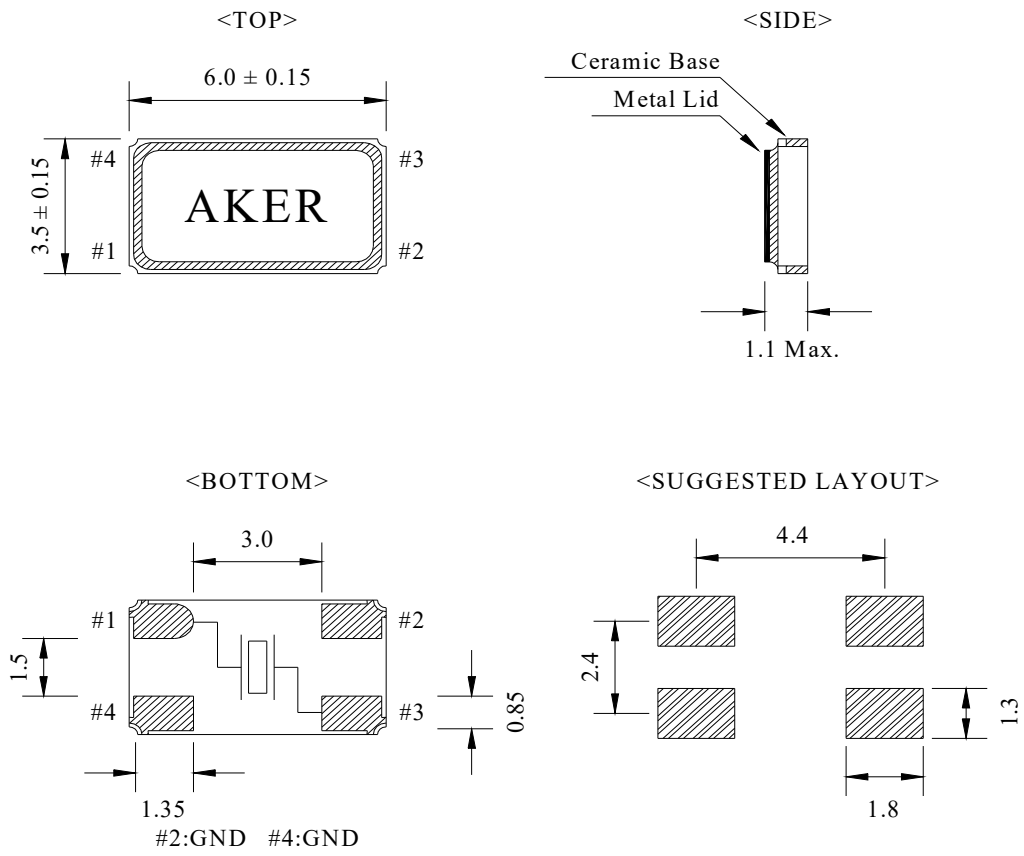 <TOP>
6.0 ± 0.15
3.5 ± 0.15
#4
#3
AKER
#1
#2
<SIDE>
Ceramic Base
Metal Lid
1.1 Max.
<BOTTOM>
3.0
#1
#2
1.5
#4
#3
0.85
1.35
#2:GND #4:GND
<SUGGESTED LAYOUT>
4.4
2.4
1.3
1.8